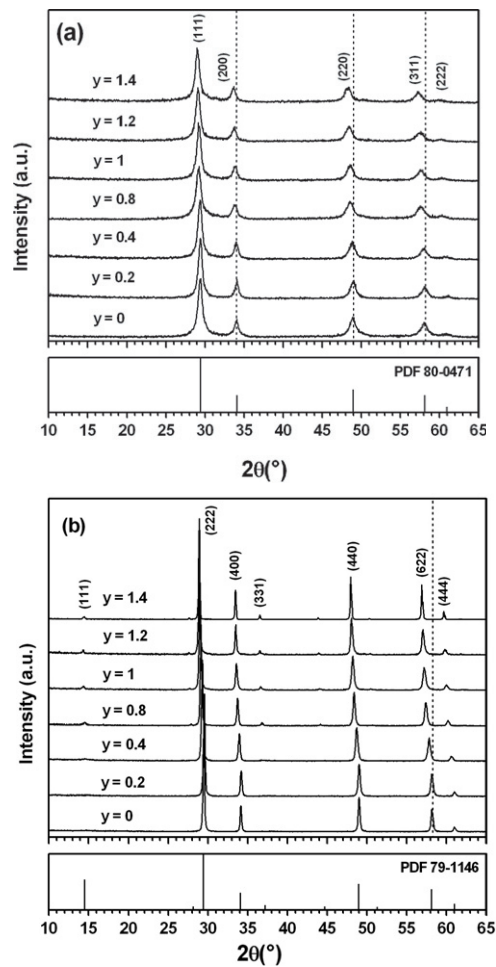 (a)
(111)
(200)
(220)
(311)
(222)
y = 1.4
y = 1.2
y = 1
y = 0.8
y = 0.4
y = 0.2
y = 0
Intensity (a.u.)
PDF 80-0471
10 15 20 25 30 35 40 45 50 55 60 65
2θ(°)
(b)
(111)
(222)
(400)
(331)
(440)
(622)
(444)
y = 1.4
y = 1.2
y = 1
y = 0.8
y = 0.4
y = 0.2
y = 0
Intensity (a.u.)
PDF 79-1146
10 15 20 25 30 35 40 45 50 55 60 65
2θ(°)